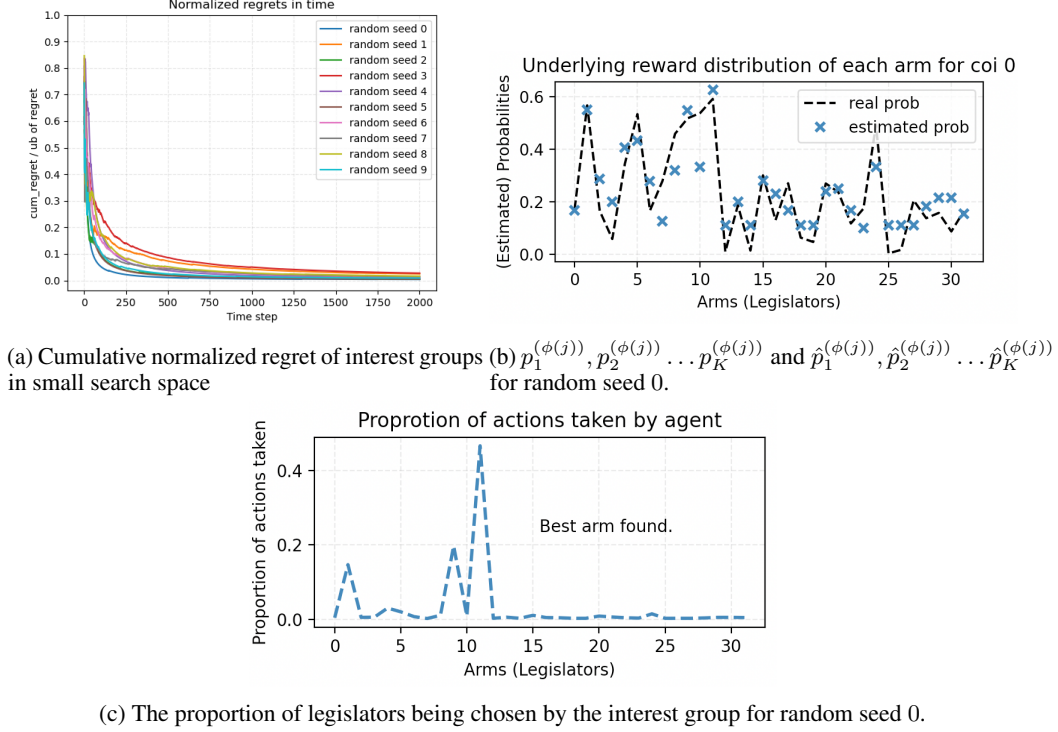 Normalized regrets in time
cum_regret / ub of regret
1.0
0.9
0.8
0.7
0.6
0.5
0.4
0.3
0.2
0.1
0.0
random seed 0
random seed 1
random seed 2
random seed 3
random seed 4
random seed 5
random seed 6
random seed 7
random seed 8
random seed 9
0 250 500 750 1000 1250 1500 1750 2000
Time step
Underlying reward distribution of each arm for coi 0
(Estimated) Probabilities
0.6
0.4
0.2
0.0
real prob
estimated prob
0 5 10 15 20 25 30
Arms (Legislators)
(a) Cumulative normalized regret of interest groups
in small search space
(b) $p_1^{(\phi(j))}, p_2^{(\phi(j))} \ldots p_K^{(\phi(j))}$ and $\hat{p}_1^{(\phi(j))}, \hat{p}_2^{(\phi(j))} \ldots \hat{p}_K^{(\phi(j))}$
for random seed 0.
Proprotion of actions taken by agent
Proportion of actions taken
0.4
0.2
0.0
Best arm found.
0 5 10 15 20 25 30
Arms (Legislators)
(c) The proportion of legislators being chosen by the interest group for random seed 0.